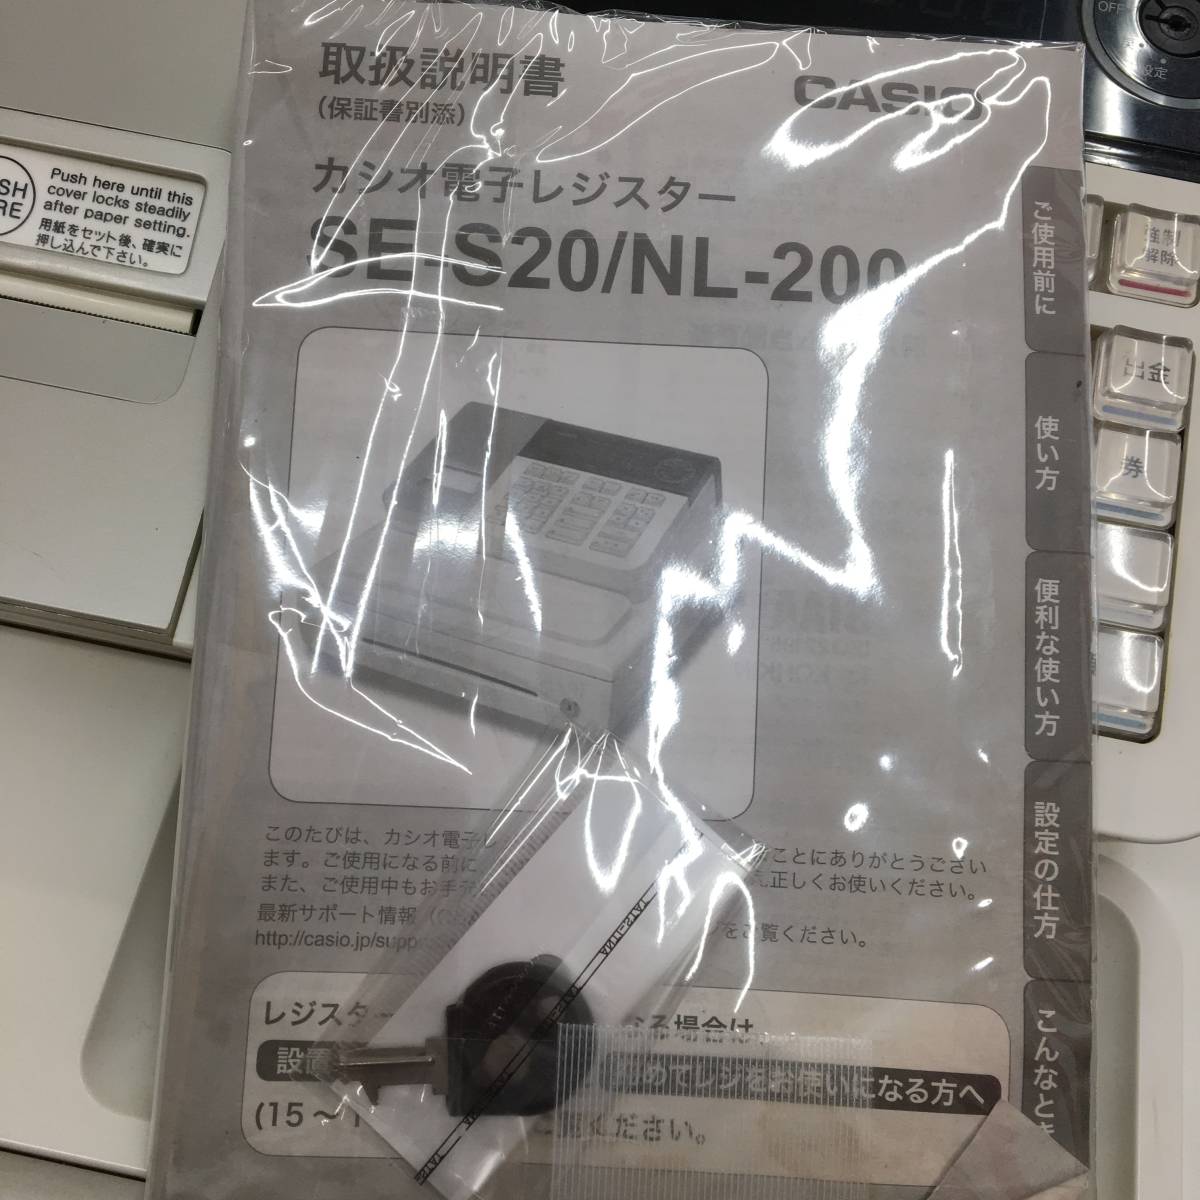 取扱説明書
(保証書別添)
CASIO
カシオ電子レジスター
SE-S20/NL-200
ご使用前に
使い方
便利な使い方
設定の仕方
こんなとき
このたびは、カシオ電子レ ことにありがとうござい
ます。ご使用になる前に 正しくお使いください。
また、ご使用中もお手元
最新サポート情報 をご覧ください。
http://casio.jp/supp
レジスター る場合は、
設置 めてレジをお使いになる方へ
(15～1 ください。
Push here until this
cover locks steadily
after paper setting.
用紙をセット後、確実に
押し込んで下さい。
OFF
設定
強制
解除
出金
券